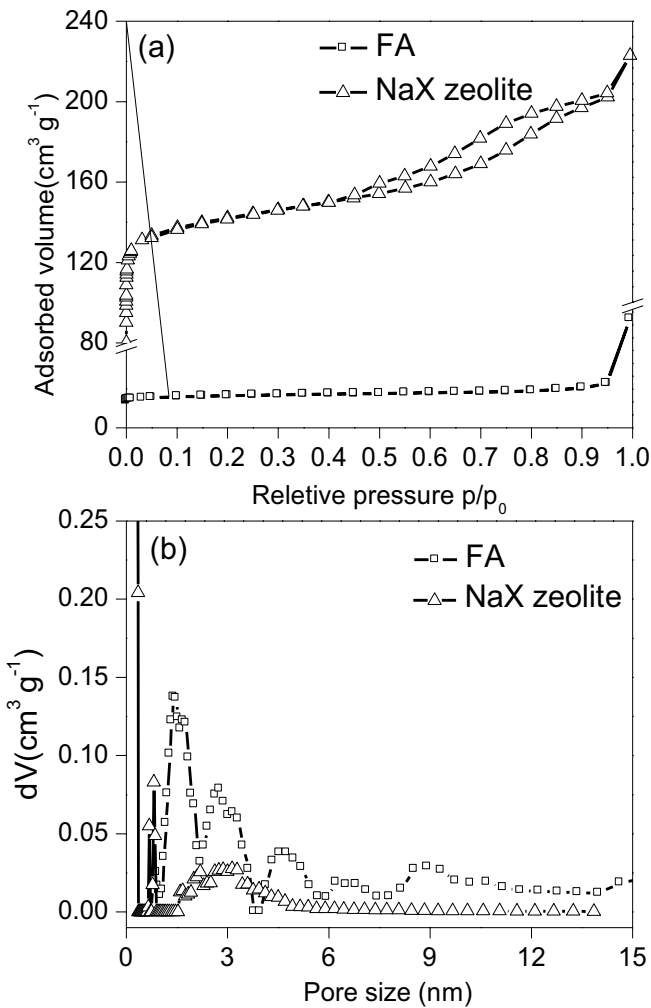 (a)
FA
NaX zeolite
Adsorbed volume(cm³ g⁻¹)
240
200
160
120
80
0
0.0 0.1 0.2 0.3 0.4 0.5 0.6 0.7 0.8 0.9 1.0
Reletive pressure p/p₀
(b)
FA
NaX zeolite
dV(cm³ g⁻¹)
0.25
0.20
0.15
0.10
0.05
0.00
0 3 6 9 12 15
Pore size (nm)